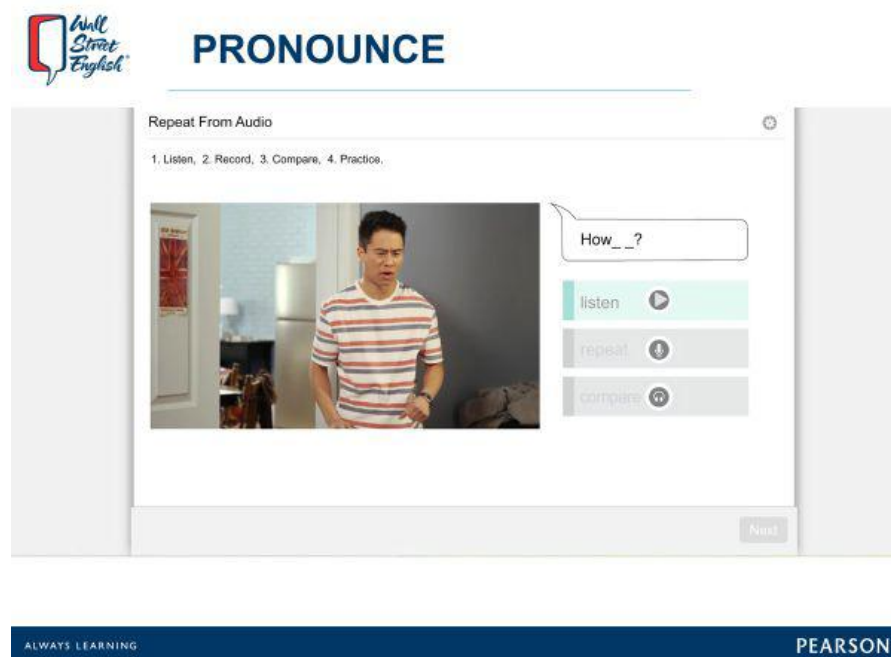 Wall
Street
English
PRONOUNCE
Repeat From Audio
1. Listen, 2. Record, 3. Compare, 4. Practice.
How_ _?
listen
repeat
compare
Next
ALWAYS LEARNING
PEARSON